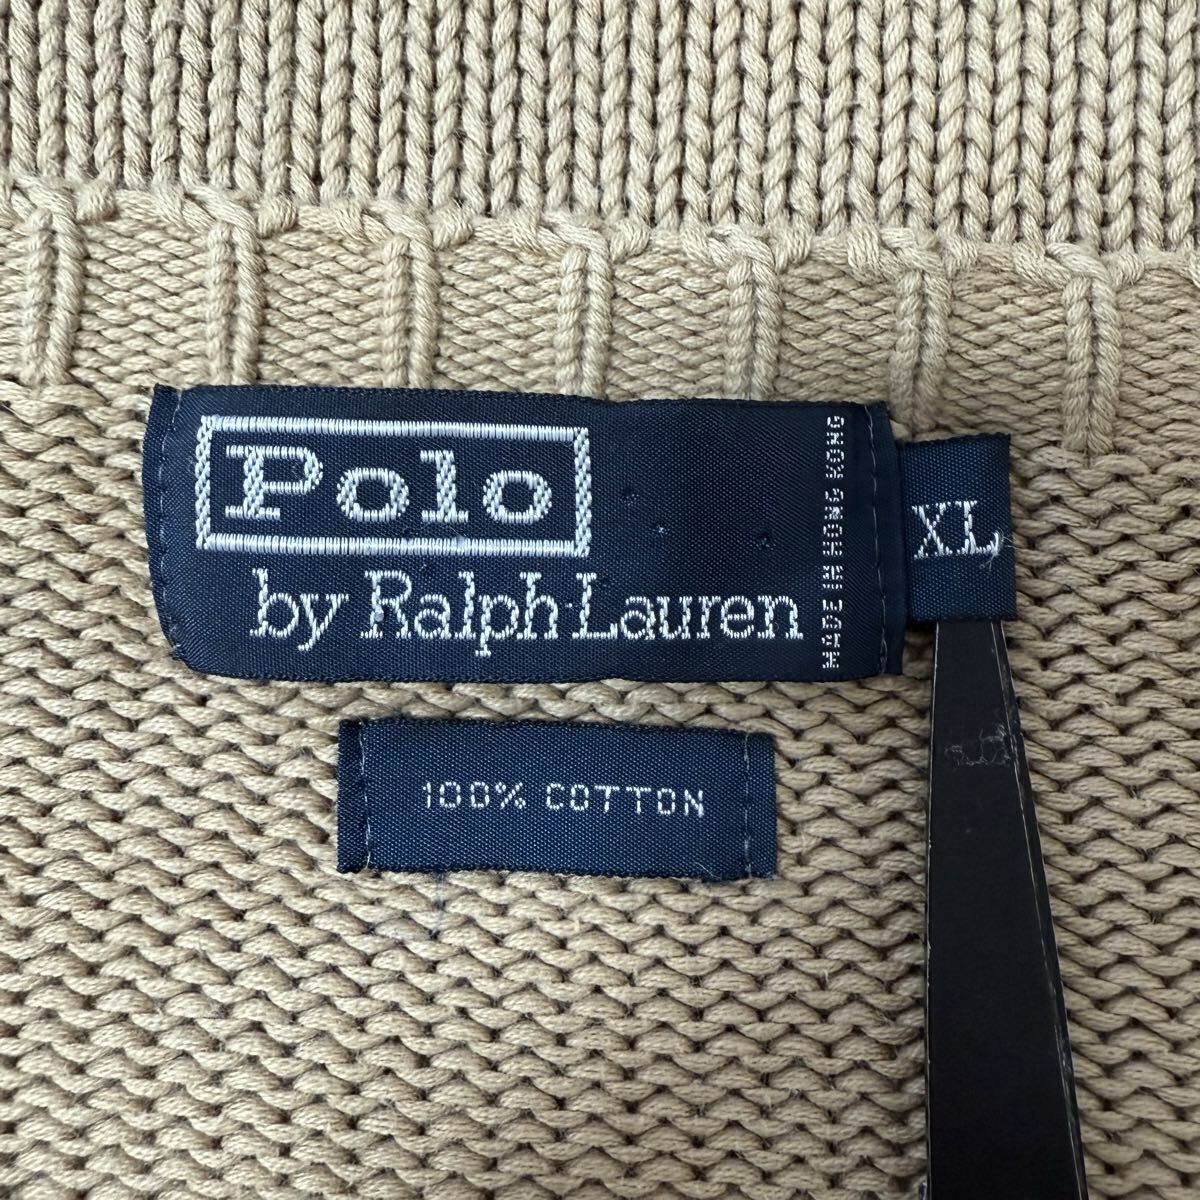 Polo
by Ralph Lauren
MADE IN HONG KONG
XL
100% COTTON